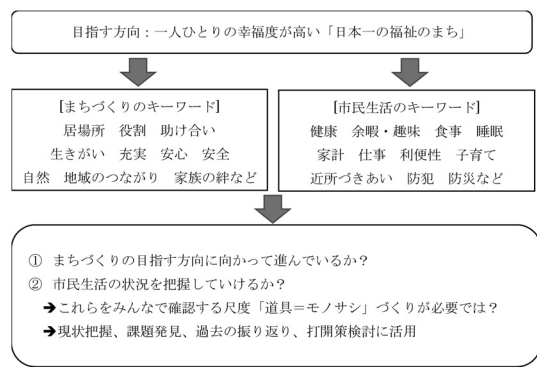 目指す方向：一人ひとりの幸福度が高い「日本一の福祉のまち」
[まちづくりのキーワード]
居場所　役割　助け合い
生きがい　充実　安心　安全
自然　地域のつながり　家族の絆など
[市民生活のキーワード]
健康　余暇・趣味　食事　睡眠
家計　仕事　利便性　子育て
近所づきあい　防犯　防災など
①　まちづくりの目指す方向に向かって進んでいるか？
②　市民生活の状況を把握していけるか？
➔これらをみんなで確認する尺度「道具＝モノサシ」づくりが必要では？
➔現状把握、課題発見、過去の振り返り、打開策検討に活用